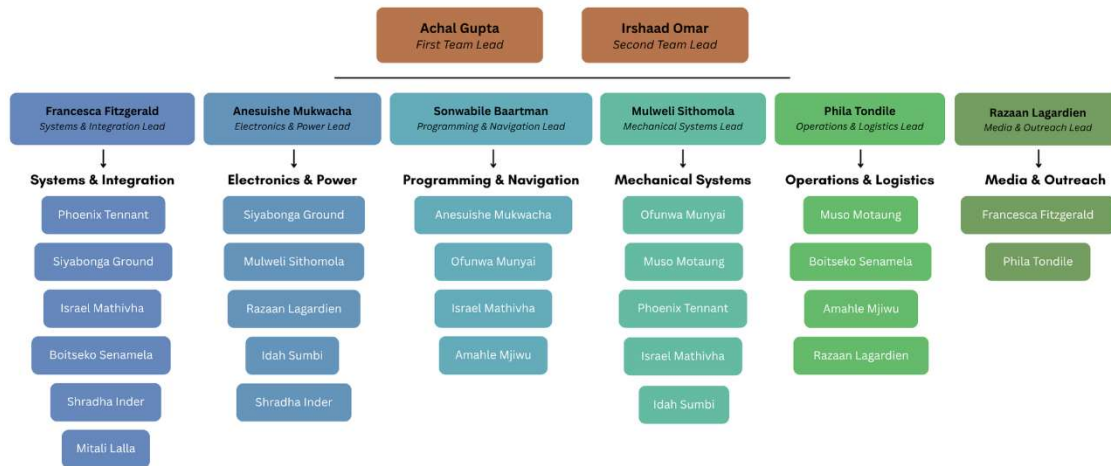 Achal Gupta
First Team Lead
Irshaad Omar
Second Team Lead
Francesca Fitzgerald
Systems & Integration Lead
Anesuishe Mukwacha
Electronics & Power Lead
Sonwabile Baartman
Programming & Navigation Lead
Mulweli Sithomola
Mechanical Systems Lead
Phila Tondile
Operations & Logistics Lead
Razaan Lagardien
Media & Outreach Lead
Systems & Integration
Phoenix Tennant
Siyabonga Ground
Israel Mathivha
Boitseko Senamela
Shradha Inder
Mitali Lalla
Electronics & Power
Siyabonga Ground
Mulweli Sithomola
Razaan Lagardien
Idah Sumbi
Shradha Inder
Programming & Navigation
Anesuishe Mukwacha
Ofunwa Munyai
Israel Mathivha
Amahle Mjiwu
Mechanical Systems
Ofunwa Munyai
Muso Motaung
Phoenix Tennant
Israel Mathivha
Idah Sumbi
Operations & Logistics
Muso Motaung
Boitseko Senamela
Amahle Mjiwu
Razaan Lagardien
Media & Outreach
Francesca Fitzgerald
Phila Tondile